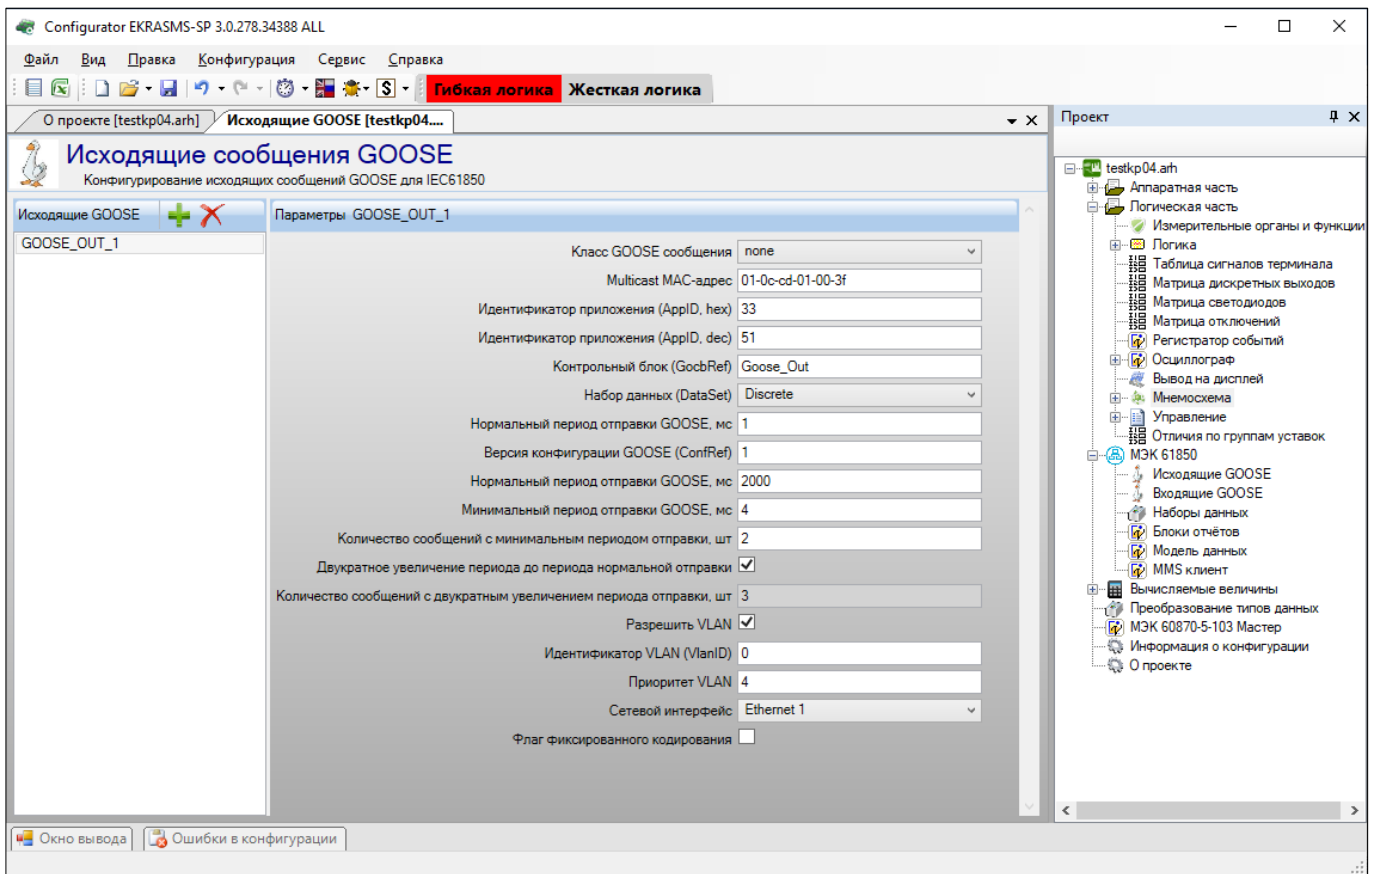 Configurator EKRASMS-SP 3.0.278.34388 ALL
Файл Вид Правка Конфигурация Сервис Справка
Гибкая логика Жесткая логика
О проекте [testkp04.arh] Исходящие GOOSE [testkp04....
Исходящие сообщения GOOSE
Конфигурирование исходящих сообщений GOOSE для IEC61850
Исходящие GOOSE
GOOSE_OUT_1
Параметры GOOSE_OUT_1
Класс GOOSE сообщения none
Multicast MAC-адрес 01-0c-cd-01-00-3f
Идентификатор приложения (AppID, hex) 33
Идентификатор приложения (AppID, dec) 51
Контрольный блок (GocbRef) Goose_Out
Набор данных (DataSet) Discrete
Нормальный период отправки GOOSE, мс 1
Версия конфигурации GOOSE (ConfRef) 1
Нормальный период отправки GOOSE, мс 2000
Минимальный период отправки GOOSE, мс 4
Количество сообщений с минимальным периодом отправки, шт 2
Двукратное увеличение периода до периода нормальной отправки
Количество сообщений с двукратным увеличением периода отправки, шт 3
Разрешить VLAN
Идентификатор VLAN (VlanID) 0
Приоритет VLAN 4
Сетевой интерфейс Ethernet 1
Флаг фиксированного кодирования
Проект
testkp04.arh
Аппаратная часть
Логическая часть
Измерительные органы и функции
Логика
Таблица сигналов терминала
Матрица дискретных выходов
Матрица светодиодов
Матрица отключений
Регистратор событий
Осциллограф
Вывод на дисплей
Мнемосхема
Управление
Отличия по группам уставок
МЭК 61850
Исходящие GOOSE
Входящие GOOSE
Наборы данных
Блоки отчётов
Модель данных
MMS клиент
Вычисляемые величины
Преобразование типов данных
МЭК 60870-5-103 Мастер
Информация о конфигурации
О проекте
Окно вывода Ошибки в конфигурации